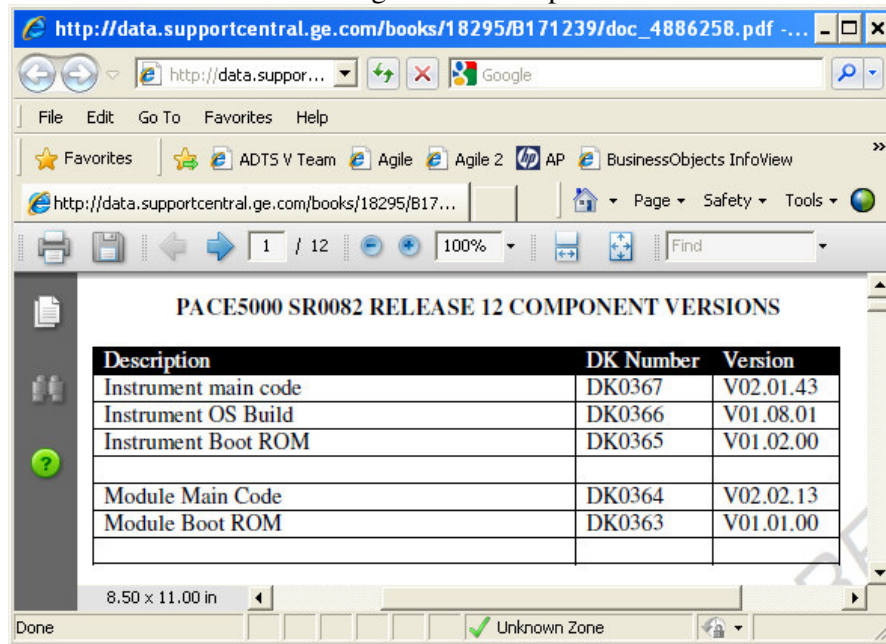 http://data.supportcentral.ge.com/books/18295/B171239/doc_4886258.pdf -...
http://data.suppor... Google
File Edit Go To Favorites Help
Favorites ADTS V Team Agile Agile 2 AP BusinessObjects InfoView »
http://data.supportcentral.ge.com/books/18295/B17... Page Safety Tools
1 / 12 100% Find
PACE5000 SR0082 RELEASE 12 COMPONENT VERSIONS
Description DK Number Version
Instrument main code DK0367 V02.01.43
Instrument OS Build DK0366 V01.08.01
Instrument Boot ROM DK0365 V01.02.00
Module Main Code DK0364 V02.02.13
Module Boot ROM DK0363 V01.01.00
8.50 x 11.00 in
Done Unknown Zone